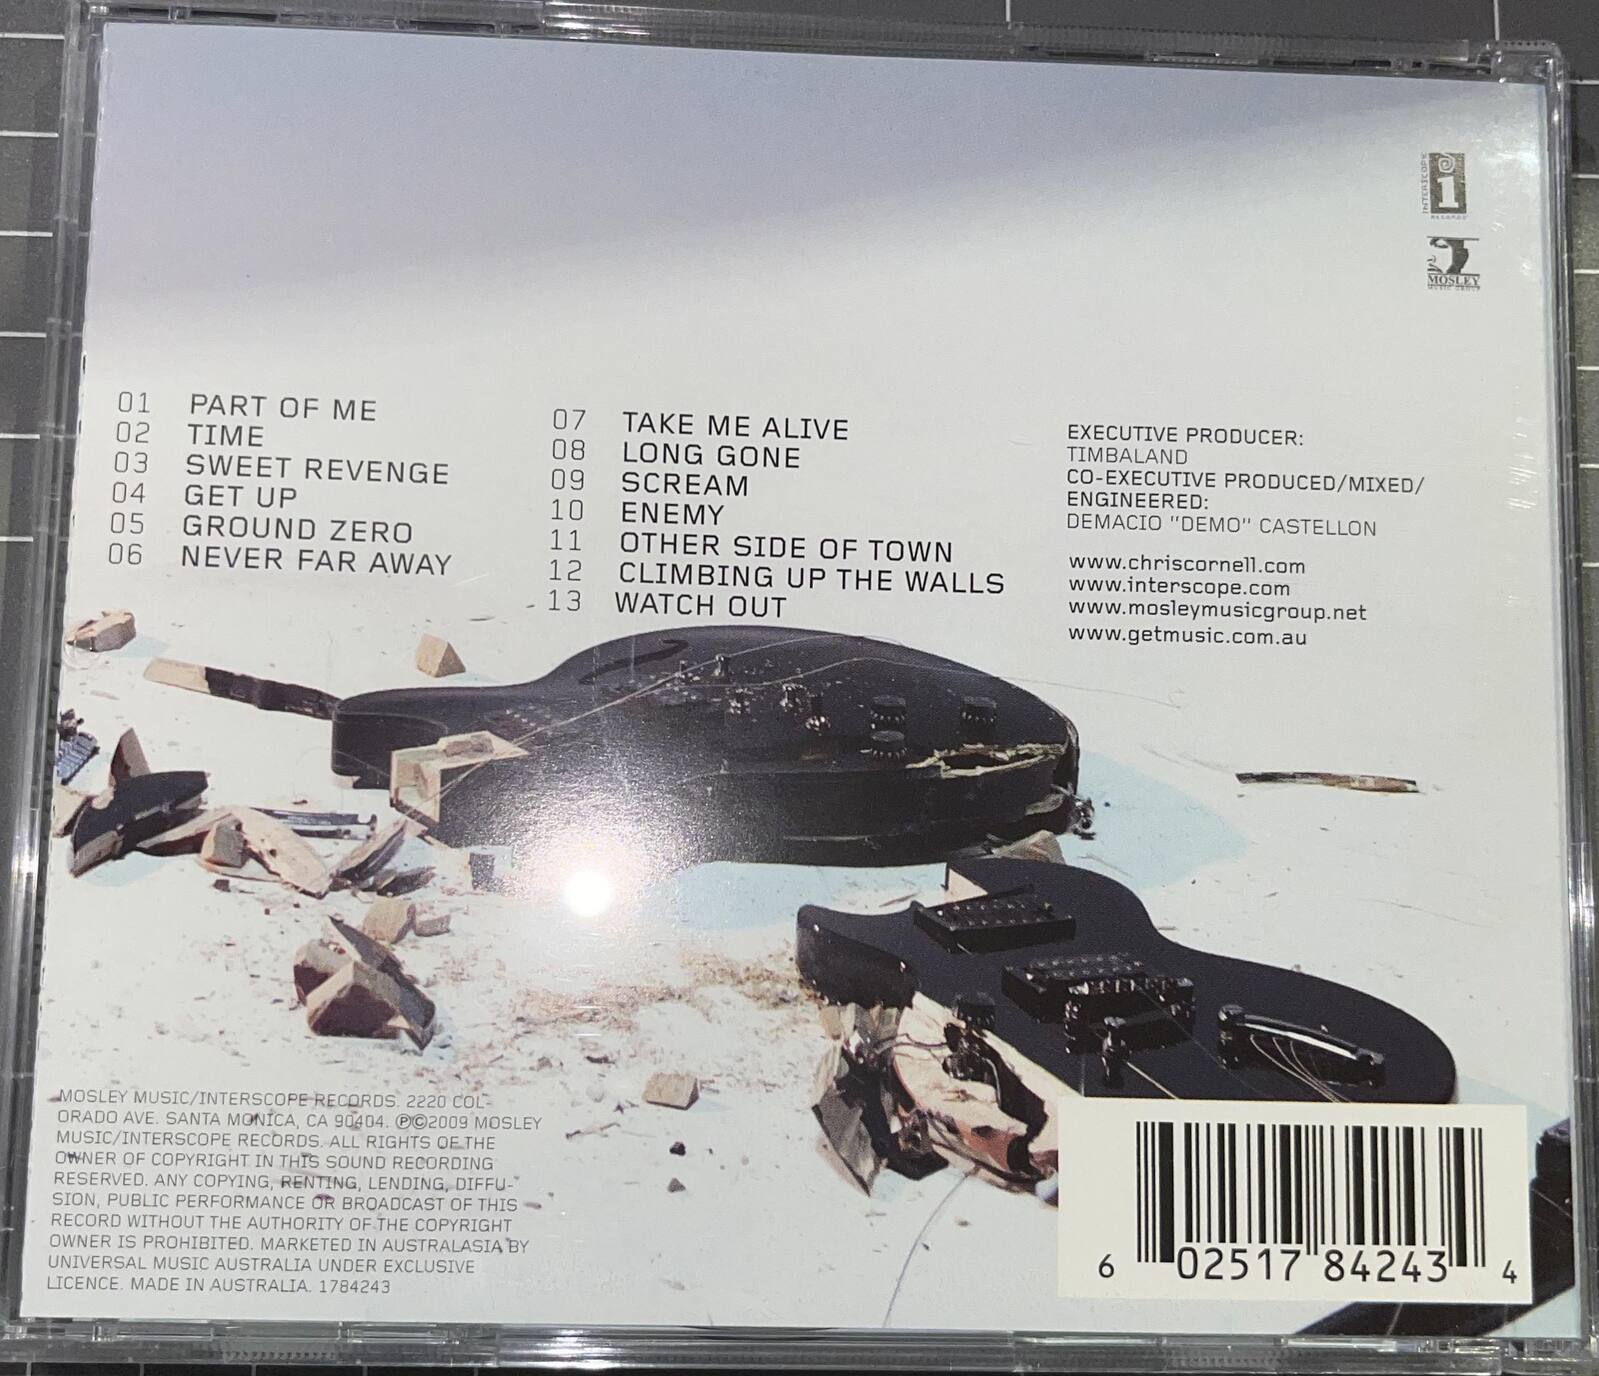 INTERSCOPE
RECORDS
MOSLEY
MUSIC GROUP
01 PART OF ME
02 TIME
03 SWEET REVENGE
04 GET UP
05 GROUND ZERO
06 NEVER FAR AWAY
07 TAKE ME ALIVE
08 LONG GONE
09 SCREAM
10 ENEMY
11 OTHER SIDE OF TOWN
12 CLIMBING UP THE WALLS
13 WATCH OUT
EXECUTIVE PRODUCER:
TIMBALAND
CO-EXECUTIVE PRODUCED/MIXED/
ENGINEERED:
DEMACIO "DEMO" CASTELLON
www.chriscornell.com
www.interscope.com
www.mosleymusicgroup.net
www.getmusic.com.au
MOSLEY MUSIC/INTERSCOPE RECORDS. 2220 COL-
ORADO AVE. SANTA MONICA, CA 90404. ℗©2009 MOSLEY
MUSIC/INTERSCOPE RECORDS. ALL RIGHTS OF THE
OWNER OF COPYRIGHT IN THIS SOUND RECORDING
RESERVED. ANY COPYING, RENTING, LENDING, DIFFU-
SION, PUBLIC PERFORMANCE OR BROADCAST OF THIS
RECORD WITHOUT THE AUTHORITY OF THE COPYRIGHT
OWNER IS PROHIBITED. MARKETED IN AUSTRALASIA BY
UNIVERSAL MUSIC AUSTRALIA UNDER EXCLUSIVE
LICENCE. MADE IN AUSTRALIA. 1784243
6 02517 84243 4